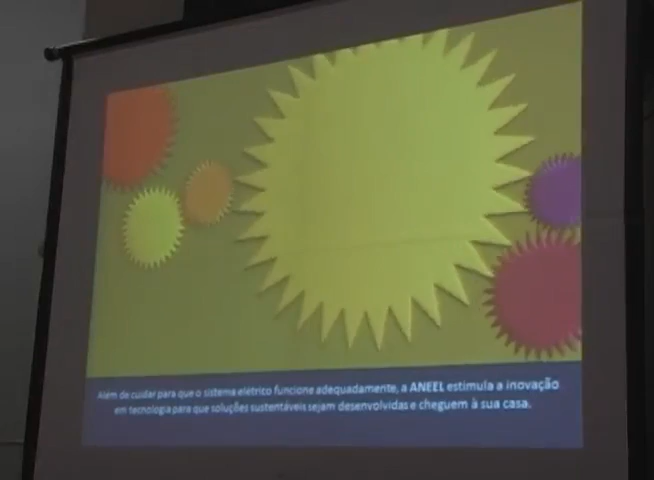 Além de cuidar para que o sistema elétrico funcione adequadamente, a ANEEL estimula a inovação
em tecnologia para que soluções sustentáveis sejam desenvolvidas e cheguem à sua casa.